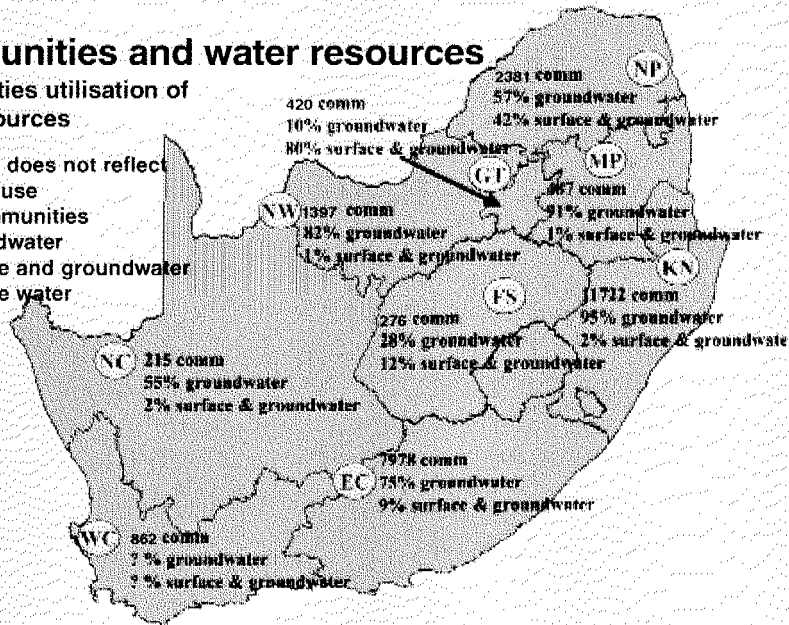 unities and water resources
ties utilisation of
ources
does not reflect
use
munities
dwater
e and groundwater
e water
NP
2381 comm
57% groundwater
42% surface & groundwater
420 comm
10% groundwater
80% surface & groundwater
GT
MP
91% groundwater
1% surface & groundwater
NW
1397 comm
82% groundwater
1% surface & groundwater
KN
11722 comm
95% groundwater
2% surface & groundwate
FS
276 comm
28% groundwater
12% surface & groundwater
NC
215 comm
55% groundwater
2% surface & groundwater
EC
7978 comm
75% groundwater
9% surface & groundwater
WC
862 comm
? % groundwater
? % surface & groundwater